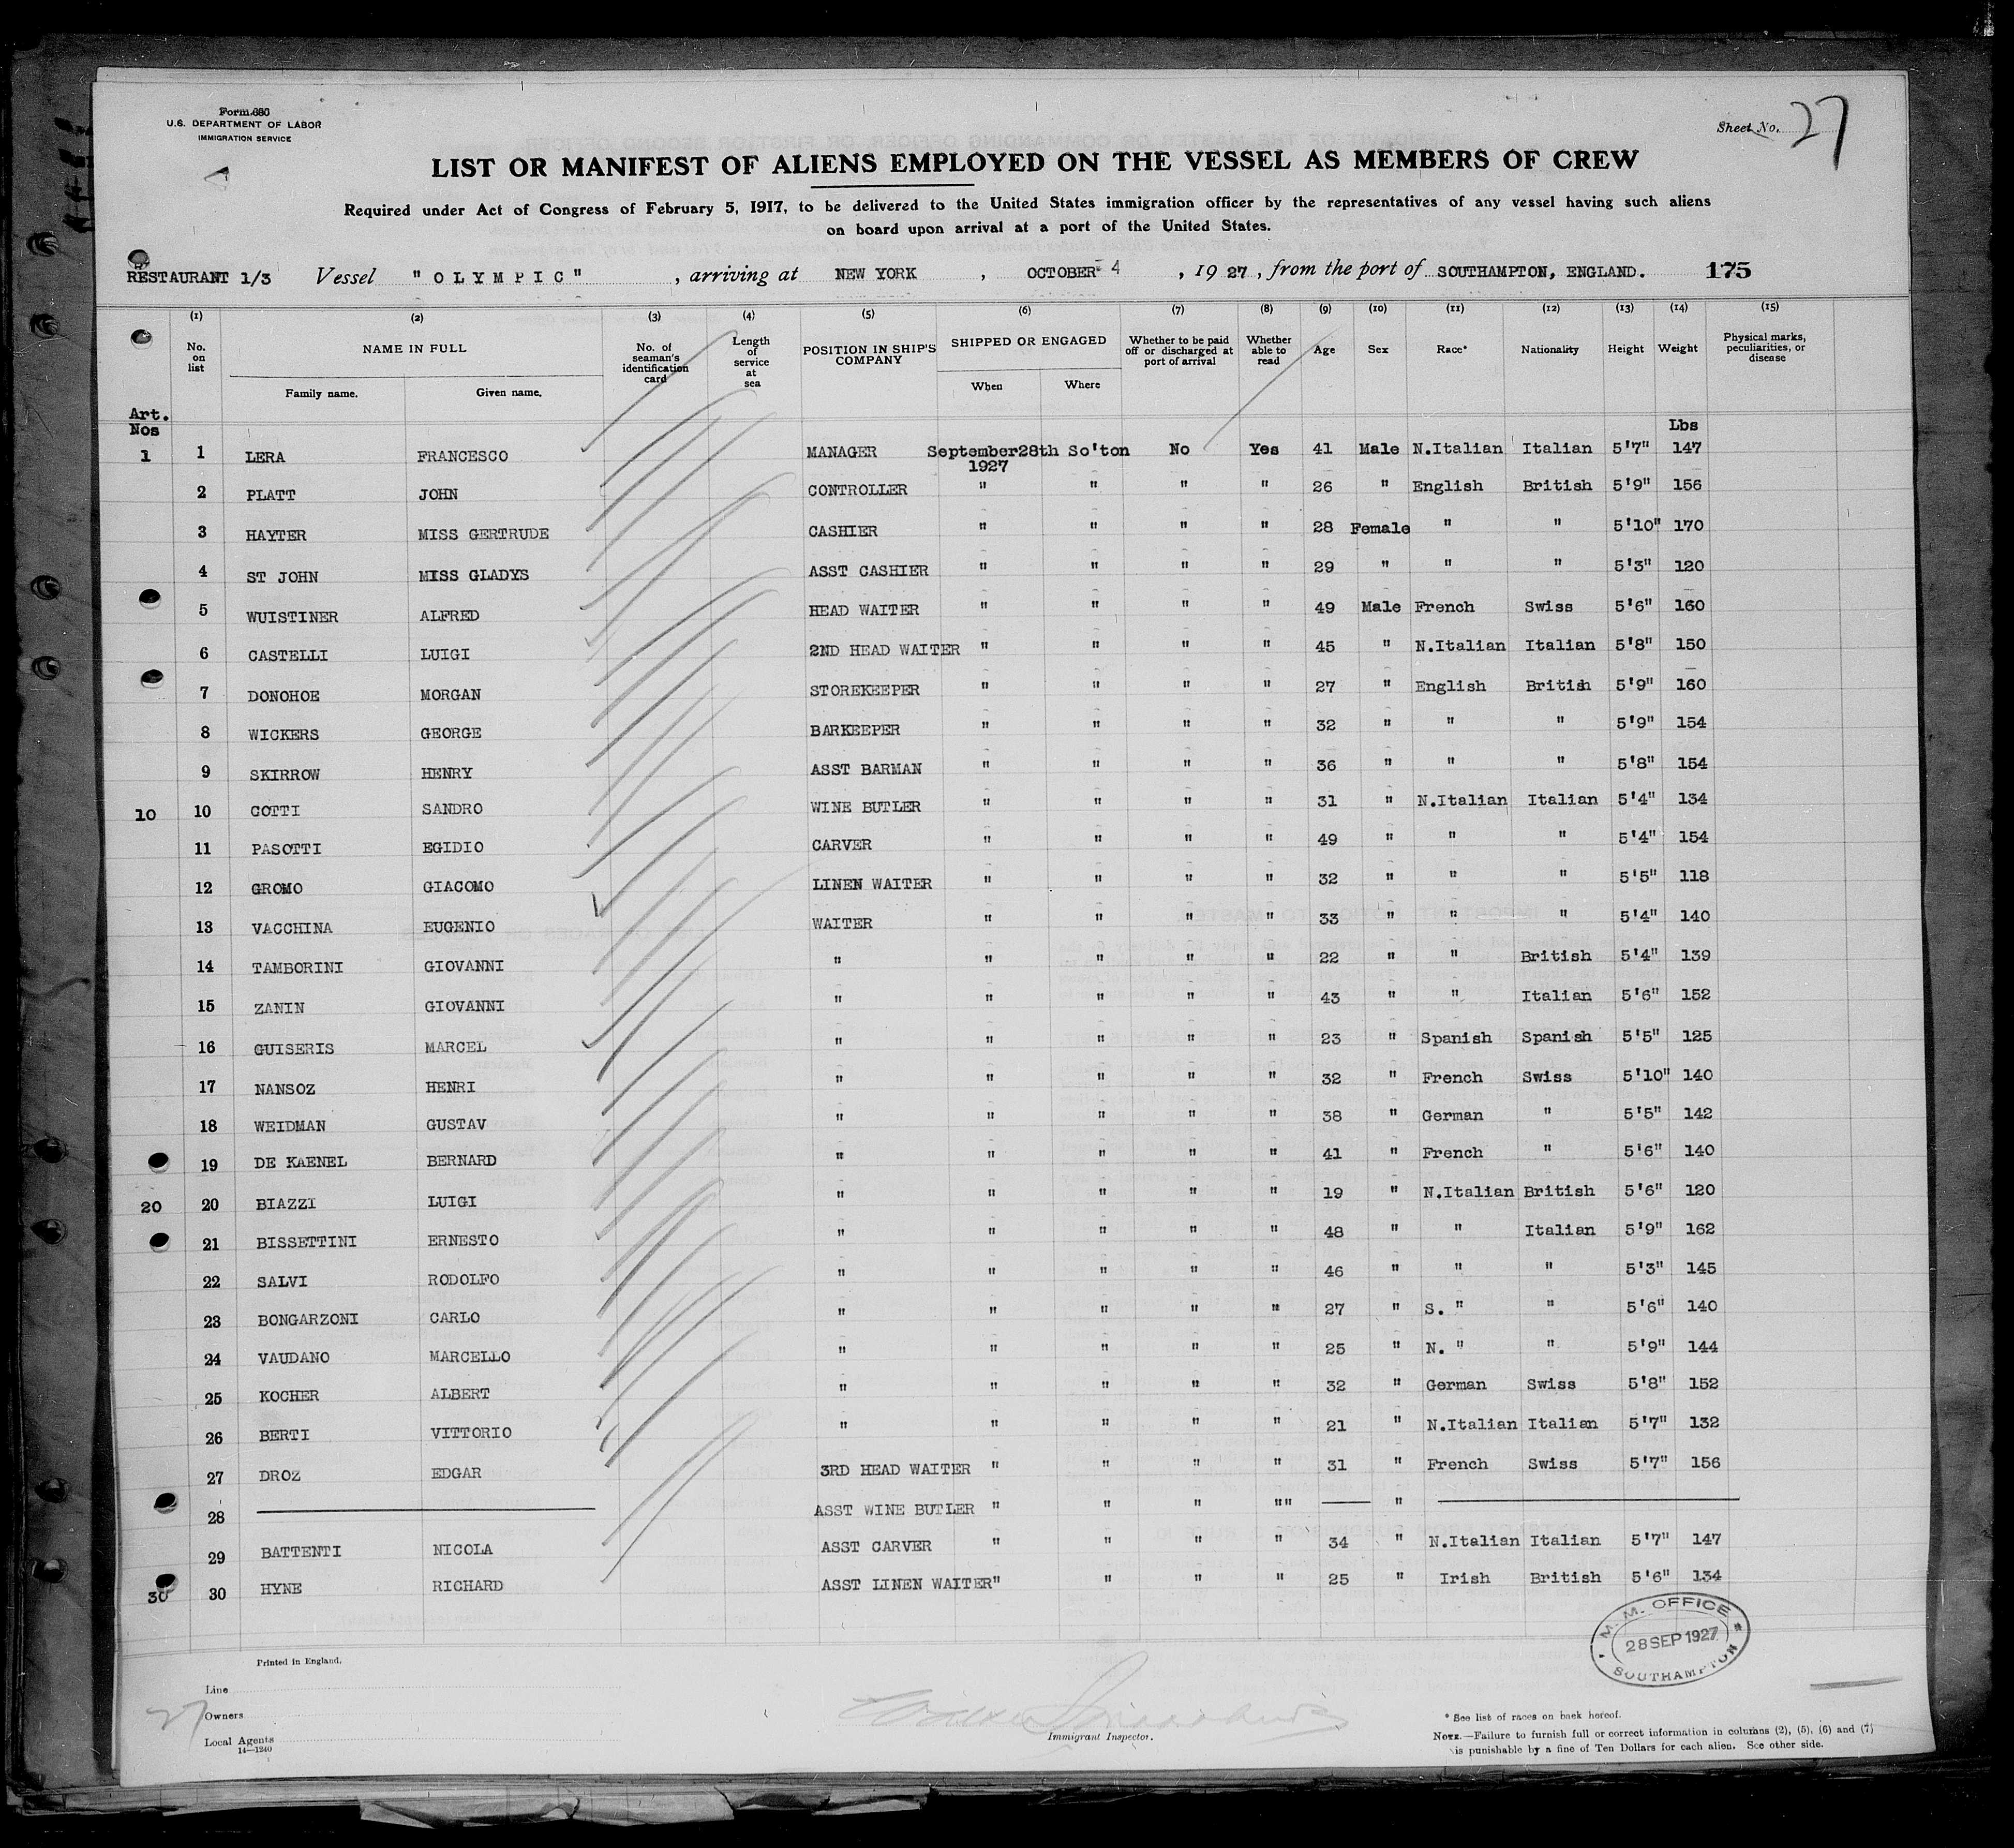 Form 680
U.S. DEPARTMENT OF LABOR
IMMIGRATION SERVICE
Sheet No. 27
LIST OR MANIFEST OF ALIENS EMPLOYED ON THE VESSEL AS MEMBERS OF CREW
Required under Act of Congress of February 5, 1917, to be delivered to the United States immigration officer by the representatives of any vessel having such aliens
on board upon arrival at a port of the United States.
RESTAURANT 1/3 Vessel "OLYMPIC", arriving at NEW YORK, OCTOBER 4, 1927, from the port of SOUTHAMPTON, ENGLAND. 175
(1) (2) (3) (4) (5) (6) (7) (8) (9) (10) (11) (12) (13) (14) (15)
No. on list NAME IN FULL No. of seaman's identification card Length of service at sea POSITION IN SHIP'S COMPANY SHIPPED OR ENGAGED Whether to be paid off or discharged at port of arrival Whether able to read Age Sex Race* Nationality Height Weight Physical marks, peculiarities, or disease
Family name. Given name. When Where
Art. Nos Lbs
1 1 LERA FRANCESCO MANAGER September28th 1927 So'ton No Yes 41 Male N.Italian Italian 5'7" 147
2 PLATT JOHN CONTROLLER " " " " 26 " English British 5'9" 156
3 HAYTER MISS GERTRUDE CASHIER " " " " 28 Female " " 5'10" 170
4 ST JOHN MISS GLADYS ASST CASHIER " " " " 29 " " " 5'3" 120
5 WUISTINER ALFRED HEAD WAITER " " " " 49 Male French Swiss 5'6" 160
6 CASTELLI LUIGI 2ND HEAD WAITER " " " " 45 " N.Italian Italian 5'8" 150
7 DONOHOE MORGAN STOREKEEPER " " " " 27 " English British 5'9" 160
8 WICKERS GEORGE BARKEEPER " " " " 32 " " " 5'9" 154
9 SKIRROW HENRY ASST BARMAN " " " " 36 " " " 5'8" 154
10 10 COTTI SANDRO WINE BUTLER " " " " 31 " N.Italian Italian 5'4" 134
11 PASOTTI EGIDIO CARVER " " " " 49 " " " 5'4" 154
12 GROMO GIACOMO LINEN WAITER " " " " 32 " " " 5'5" 118
13 VACCHINA EUGENIO WAITER " " " " 33 " " " 5'4" 140
14 TAMBORINI GIOVANNI " " " " " 22 " " British 5'4" 139
15 ZANIN GIOVANNI " " " " " 43 " " Italian 5'6" 152
16 GUISERIS MARCEL " " " " " 23 " Spanish Spanish 5'5" 125
17 NANSOZ HENRI " " " " " 32 " French Swiss 5'10" 140
18 WEIDMAN GUSTAV " " " " " 38 " German " 5'5" 142
19 DE KAENEL BERNARD " " " " " 41 " French " 5'6" 140
20 20 BIAZZI LUIGI " " " " " 19 " N.Italian British 5'6" 120
21 BISSETTINI ERNESTO " " " " " 48 " " Italian 5'9" 162
22 SALVI RODOLFO " " " " " 46 " " " 5'3" 145
23 BONGARZONI CARLO " " " " " 27 " S. " " 5'6" 140
24 VAUDANO MARCELLO " " " " " 25 " N. " " 5'9" 144
25 KOCHER ALBERT " " " " " 32 " German Swiss 5'8" 152
26 BERTI VITTORIO " " " " " 21 " N.Italian Italian 5'7" 132
27 DROZ EDGAR 3RD HEAD WAITER " " " " 31 " French Swiss 5'7" 156
28 ASST WINE BUTLER " " " "" "
29 BATTENTI NICOLA ASST CARVER " " " " 34 " N.Italian Italian 5'7" 147
30 30 HYNE RICHARD ASST LINEN WAITER " " " " 25 " Irish British 5'6" 134
M. M. OFFICE
28 SEP 1927
SOUTHAMPTON
Printed in England.
Line
27 Owners
Local Agents
14—1240
Immigrant Inspector.
* See list of races on back hereof.
NOTE.—Failure to furnish full or correct information in columns (2), (5), (6) and (7)
is punishable by a fine of Ten Dollars for each alien. See other side.